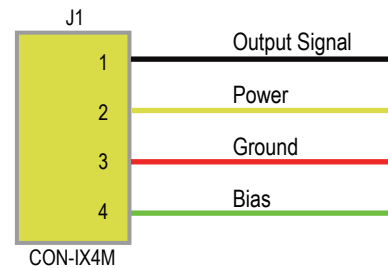 J1
1 Output Signal
2 Power
3 Ground
4 Bias
CON-IX4M